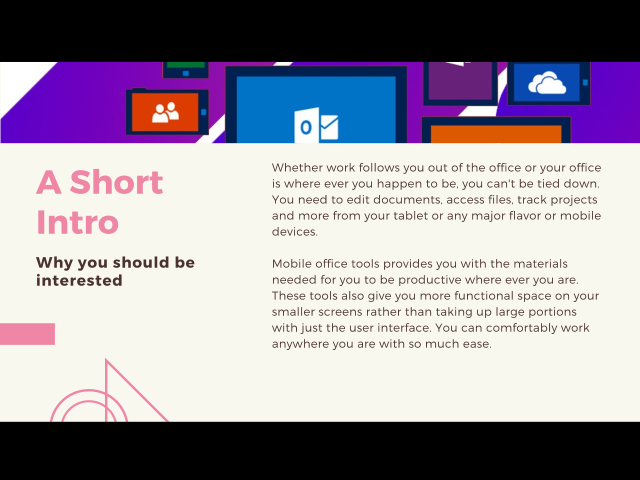 A Short
Intro
Why you should be
interested
Whether work follows you out of the office or your office
is where ever you happen to be, you can't be tied down.
You need to edit documents, access files, track projects
and more from your tablet or any major flavor or mobile
devices.
Mobile office tools provides you with the materials
needed for you to be productive where ever you are.
These tools also give you more functional space on your
smaller screens rather than taking up large portions
with just the user interface. You can comfortably work
anywhere you are with so much ease.